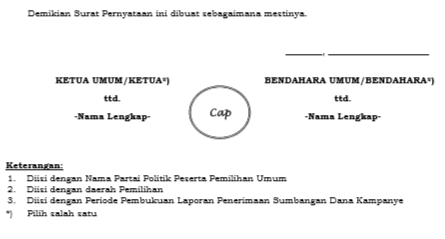 Demikian Surat Pernyataan ini dibuat sebagaimana mestinya.
________, ____________________
KETUA UMUM/KETUA*) BENDAHARA UMUM/BENDAHARA*)
ttd. ttd.
Cap
-Nama Lengkap- -Nama Lengkap-
Keterangan:
1. Diisi dengan Nama Partai Politik Peserta Pemilihan Umum
2. Diisi dengan daerah Pemilihan
3. Diisi dengan Periode Pembukuan Laporan Penerimaan Sumbangan Dana Kampanye
*) Pilih salah satu